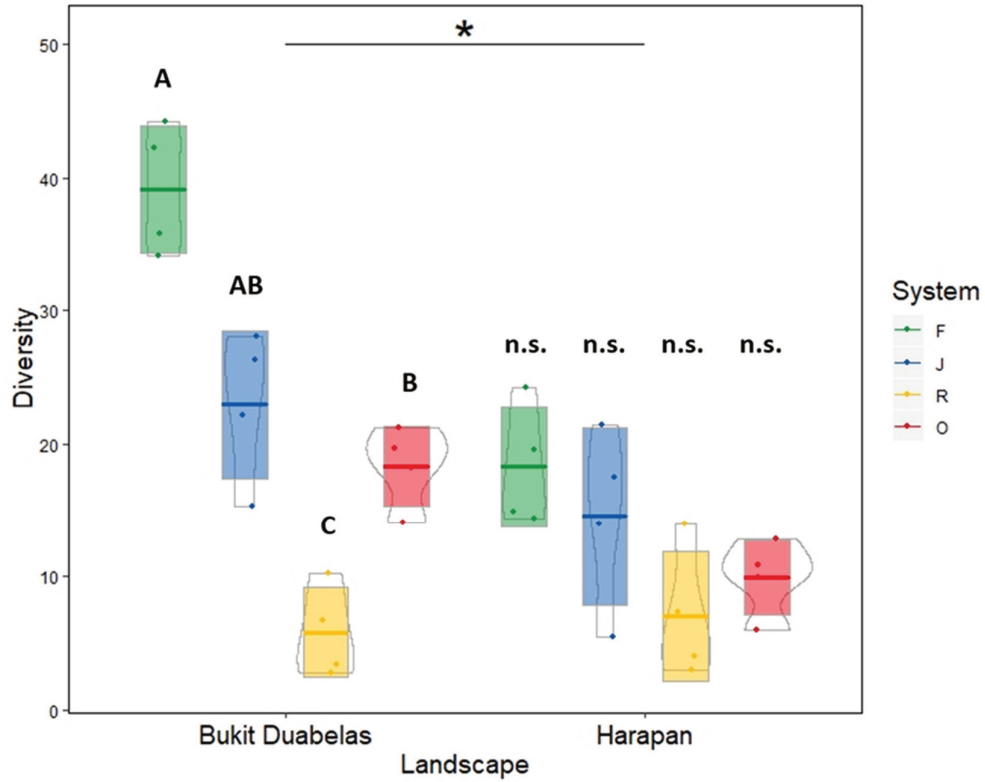 *
50
A
40
AB
30
B
n.s. n.s. n.s. n.s.
20
C
10
0
Diversity
Bukit Duabelas Harapan
Landscape
System
F
J
R
O